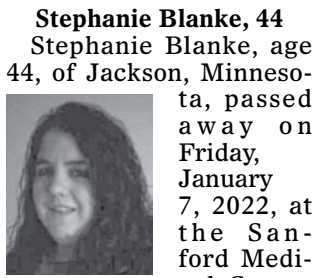 Stephanie Blanke, 44
Stephanie Blanke, age
44, of Jackson, Minneso-
ta, passed
away on
Friday,
January
7, 2022, at
the San-
ford Medi-